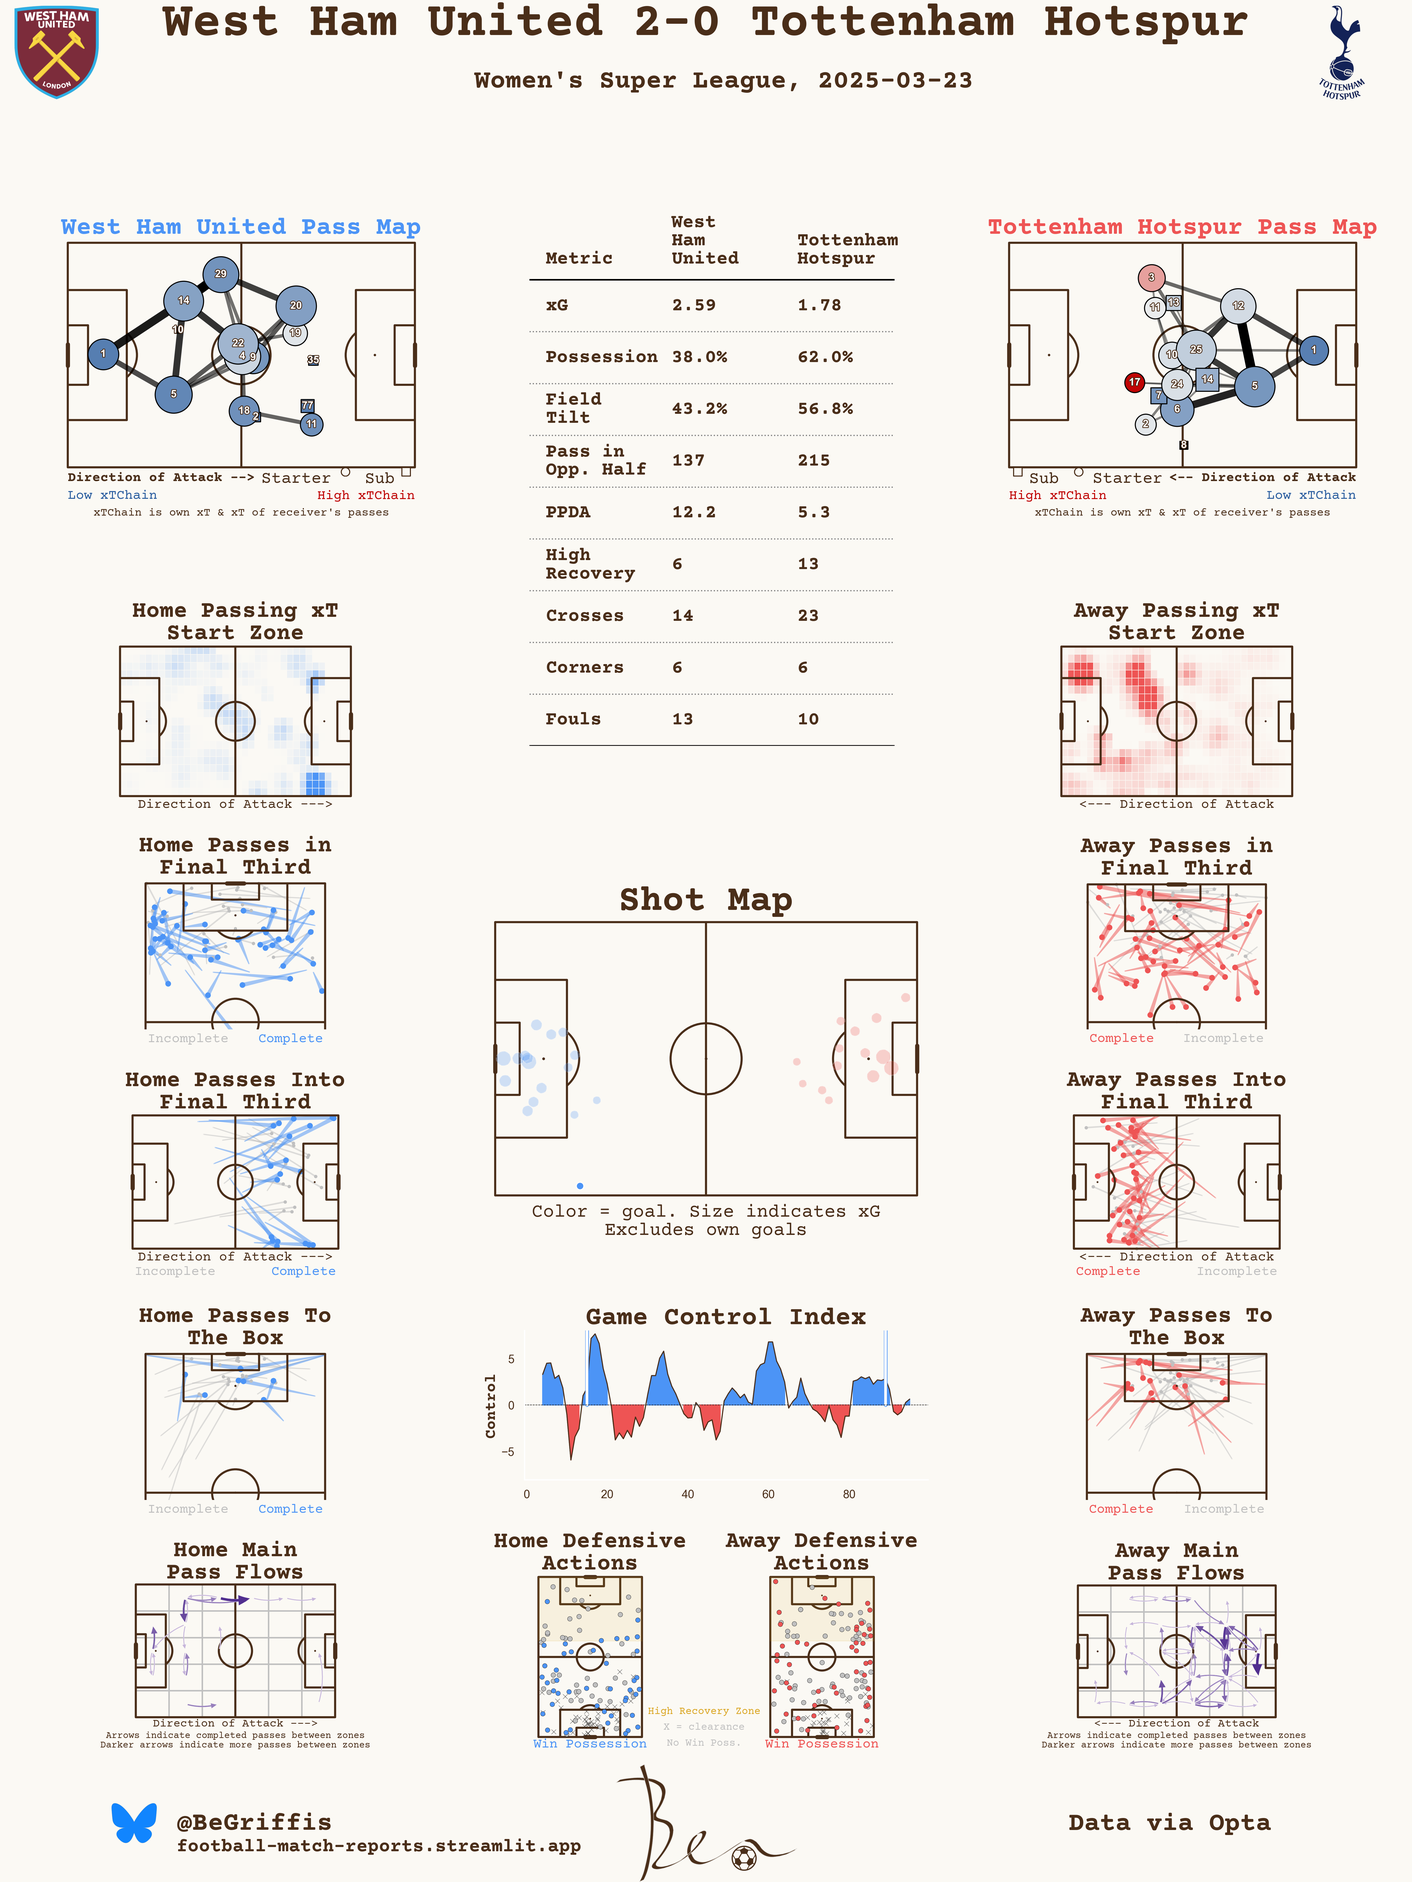 WEST HAM
UNITED
LONDON
West Ham United 2-0 Tottenham Hotspur
Women's Super League, 2025-03-23
TOTTENHAM
HOTSPUR
West Ham United Pass Map
29
14
20
10
19
22
1
4
9
35
5
77
18
2
11
Direction of Attack --> Starter Sub
Low xTChain High xTChain
xTChain is own xT & xT of receiver's passes
Metric West Ham United Tottenham Hotspur
xG 2.59 1.78
Possession 38.0% 62.0%
Field Tilt 43.2% 56.8%
Pass in Opp. Half 137 215
PPDA 12.2 5.3
High Recovery 6 13
Crosses 14 23
Corners 6 6
Fouls 13 10
Tottenham Hotspur Pass Map
3
13
11
12
10
25
1
17
24
14
5
7
6
2
8
Sub Starter <-- Direction of Attack
High xTChain Low xTChain
xTChain is own xT & xT of receiver's passes
Home Passing xT
Start Zone
Direction of Attack --->
Away Passing xT
Start Zone
<--- Direction of Attack
Home Passes in
Final Third
Incomplete Complete
Away Passes in
Final Third
Complete Incomplete
Shot Map
Color = goal. Size indicates xG
Excludes own goals
Home Passes Into
Final Third
Direction of Attack --->
Incomplete Complete
Away Passes Into
Final Third
<--- Direction of Attack
Complete Incomplete
Home Passes To
The Box
Incomplete Complete
Game Control Index
Control
5
0
−5
0 20 40 60 80
Away Passes To
The Box
Complete Incomplete
Home Main
Pass Flows
Direction of Attack --->
Arrows indicate completed passes between zones
Darker arrows indicate more passes between zones
Home Defensive
Actions
Win Possession
High Recovery Zone
X = clearance
No Win Poss.
Away Defensive
Actions
Win Possession
Away Main
Pass Flows
<--- Direction of Attack
Arrows indicate completed passes between zones
Darker arrows indicate more passes between zones
@BeGriffis
football-match-reports.streamlit.app
Ben
Data via Opta